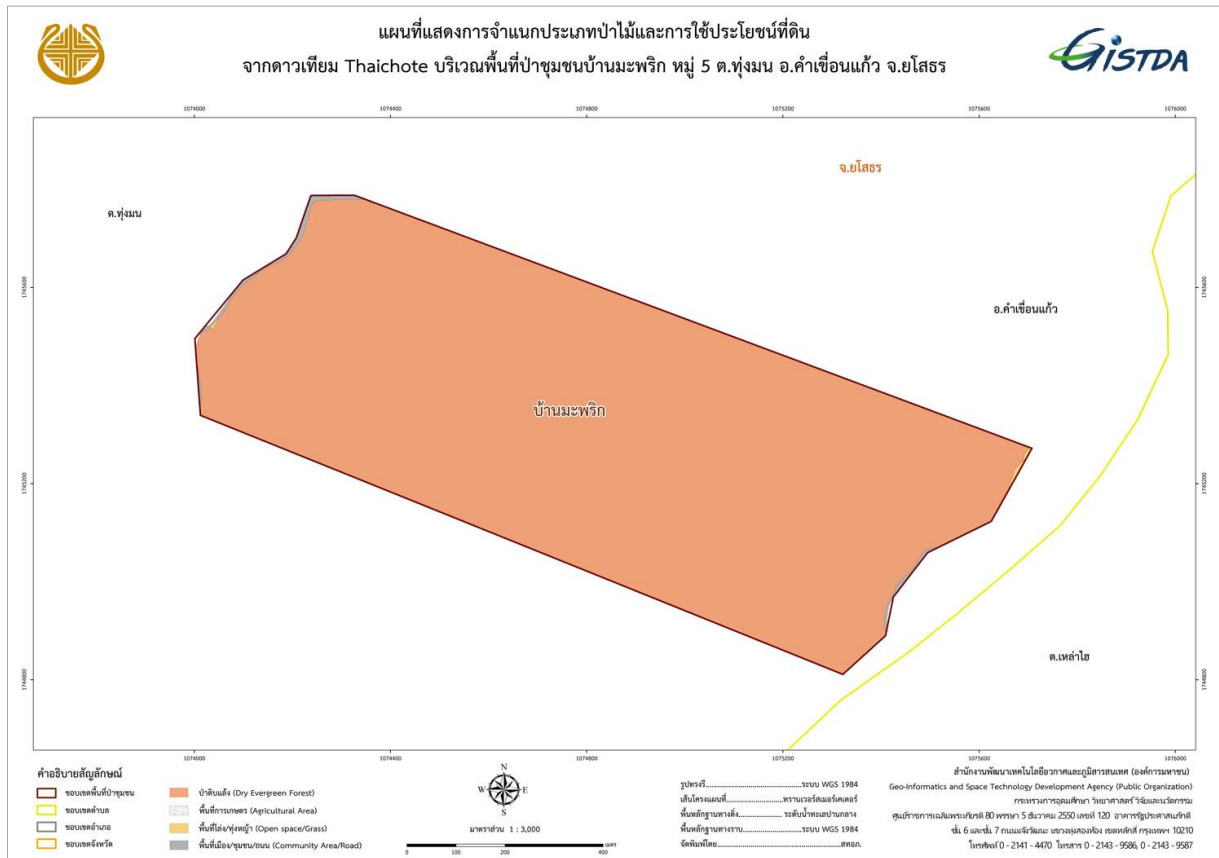 แผนที่แสดงการจำแนกประเภทป่าไม้และการใช้ประโยชน์ที่ดิน
จากดาวเทียม Thaichote บริเวณพื้นที่ป่าชุมชนบ้านมะพริก หมู่ 5 ต.ทุ่งมน อ.คำเขื่อนแก้ว จ.ยโสธร
GISTDA
1074000 1074400 1074800 1075200 1075600 1076000
จ.ยโสธร
ต.ทุ่งมน
1745600 1745600
อ.คำเขื่อนแก้ว
บ้านมะพริก
1745200 1745200
ต.เหล่าไฮ
1744800 1744800
1074000 1074400 1074800 1075200 1075600 1076000
คำอธิบายสัญลักษณ์
ขอบเขตพื้นที่ป่าชุมชน
ขอบเขตตำบล
ขอบเขตอำเภอ
ขอบเขตจังหวัด
ป่าดิบแล้ง (Dry Evergreen Forest)
พื้นที่การเกษตร (Agricultural Area)
พื้นที่โล่ง/ทุ่งหญ้า (Open space/Grass)
พื้นที่เมือง/ชุมชน/ถนน (Community Area/Road)
N
W E
S
มาตราส่วน 1 : 3,000
เมตร
0 100 200 400
รูปทรงรี...........................................ระบบ WGS 1984
เส้นโครงแผนที่..........................ทรานเวอร์สเมอร์เคเตอร์
พื้นหลักฐานทางดิ่ง................... ระดับน้ำทะเลปานกลาง
พื้นหลักฐานทางราบ...........................ระบบ WGS 1984
จัดพิมพ์โดย......................................................สทอภ.
สำนักงานพัฒนาเทคโนโลยีอวกาศและภูมิสารสนเทศ (องค์การมหาชน)
Geo-Informatics and Space Technology Development Agency (Public Organization)
กระทรวงการอุดมศึกษา วิทยาศาสตร์ วิจัยและนวัตกรรม
ศูนย์ราชการเฉลิมพระเกียรติ 80 พรรษา 5 ธันวาคม 2550 เลขที่ 120 อาคารรัฐประศาสนภักดี
ชั้น 6 และชั้น 7 ถนนแจ้งวัฒนะ แขวงทุ่งสองห้อง เขตหลักสี่ กรุงเทพฯ 10210
โทรศัพท์ 0 - 2141 - 4470 โทรสาร 0 - 2143 - 9586, 0 - 2143 - 9587